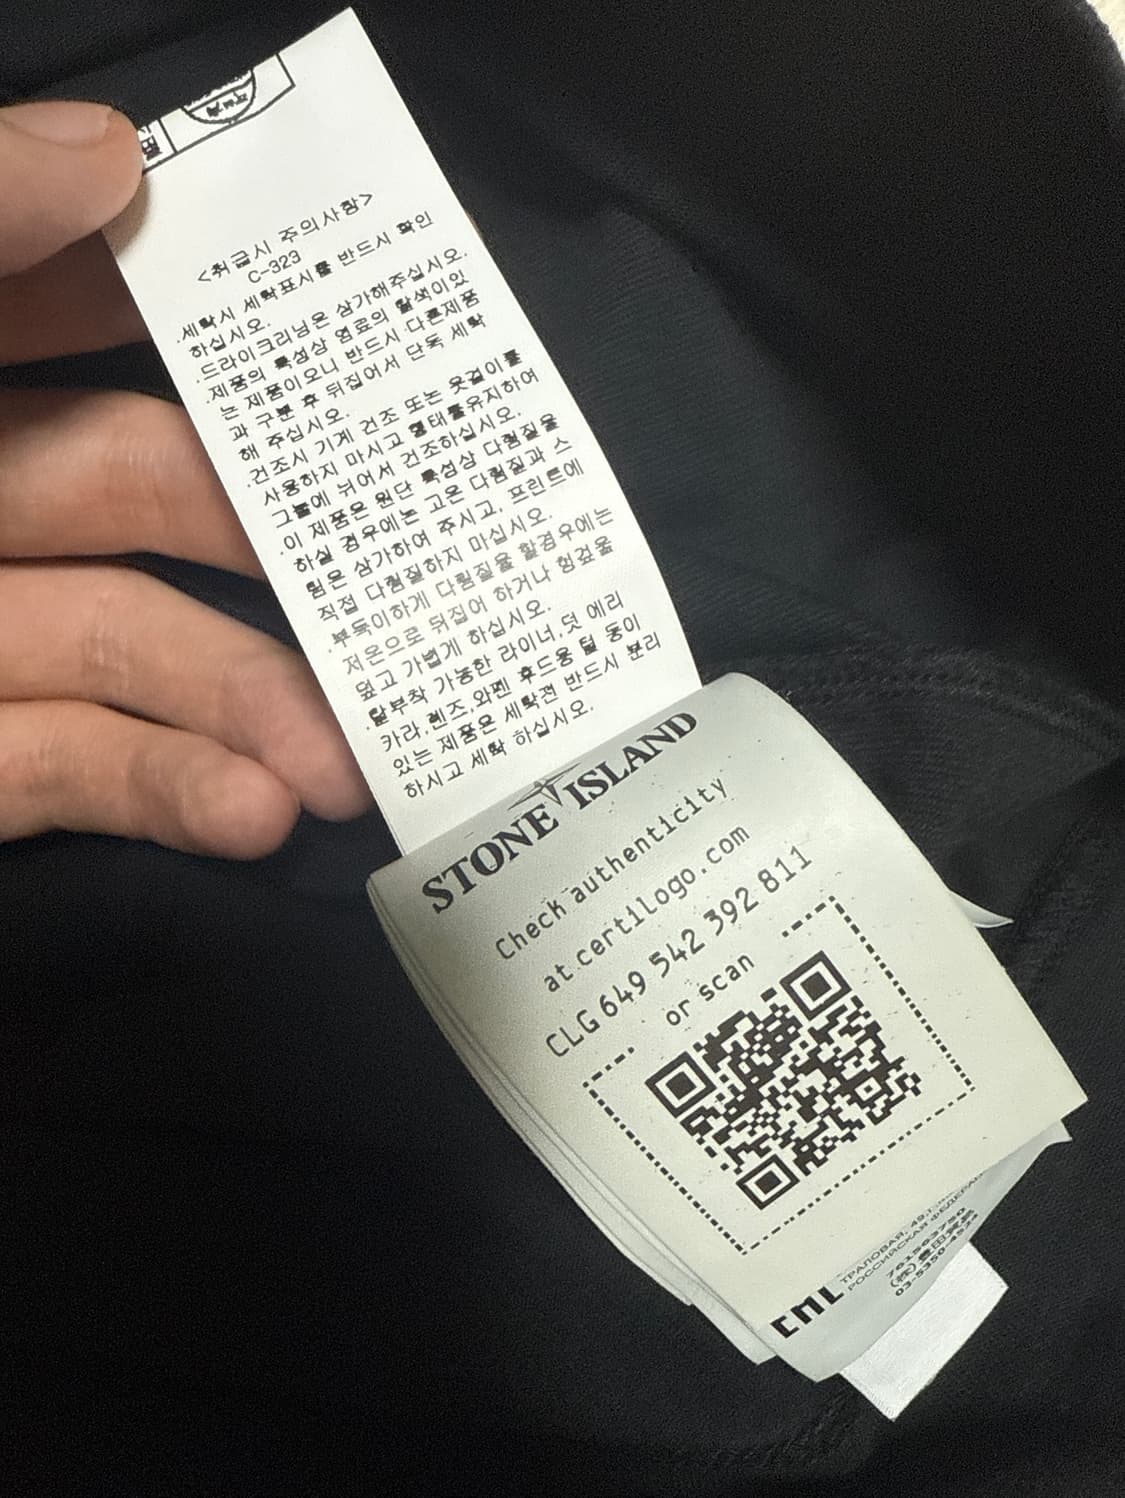 <취급시 주의사항>
C-323
.세탁시 세탁표시를 반드시 확인
하십시오.
.드라이크리닝은 삼가해주십시오.
.제품의 특성상 염료의 탈색이있
는 제품이오니 반드시 다른제품
과 구분 후 뒤집어서 단독 세탁
해 주십시오.
.건조시 기계 건조 또는 옷걸이를
사용하지 마시고 형태를유지하여
그늘에 뉘어서 건조하십시오.
.이 제품은 원단 특성상 다림질을
하실 경우에는 고온 다림질과 스
팀은 삼가하여 주시고, 프린트에
직접 다림질하지 마십시오.
.부득이하게 다림질을 할경우에는
저온으로 뒤집어 하거나 헝겊을
덮고 가볍게 하십시오.
.탈부착 가능한 라이너,덧 에리
카라,렌즈,와펜 후드용 털 등이
있는 제품은 세탁전 반드시 분리
하시고 세탁 하십시오.
STONE ISLAND
Check authenticity
at certilogo.com
CLG 649 542 392 811
or scan
ТРАЛОВАЯ, 49,
РОССИЙСКАЯ ФЕДЕРА
761563750
(株)豊田貿易
03-5350-4534